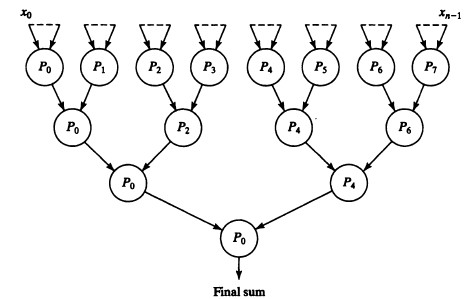 x₀ xₙ₋₁
P₀ P₁ P₂ P₃ P₄ P₅ P₆ P₇
P₀ P₂ P₄ P₆
P₀ P₄
P₀
Final sum